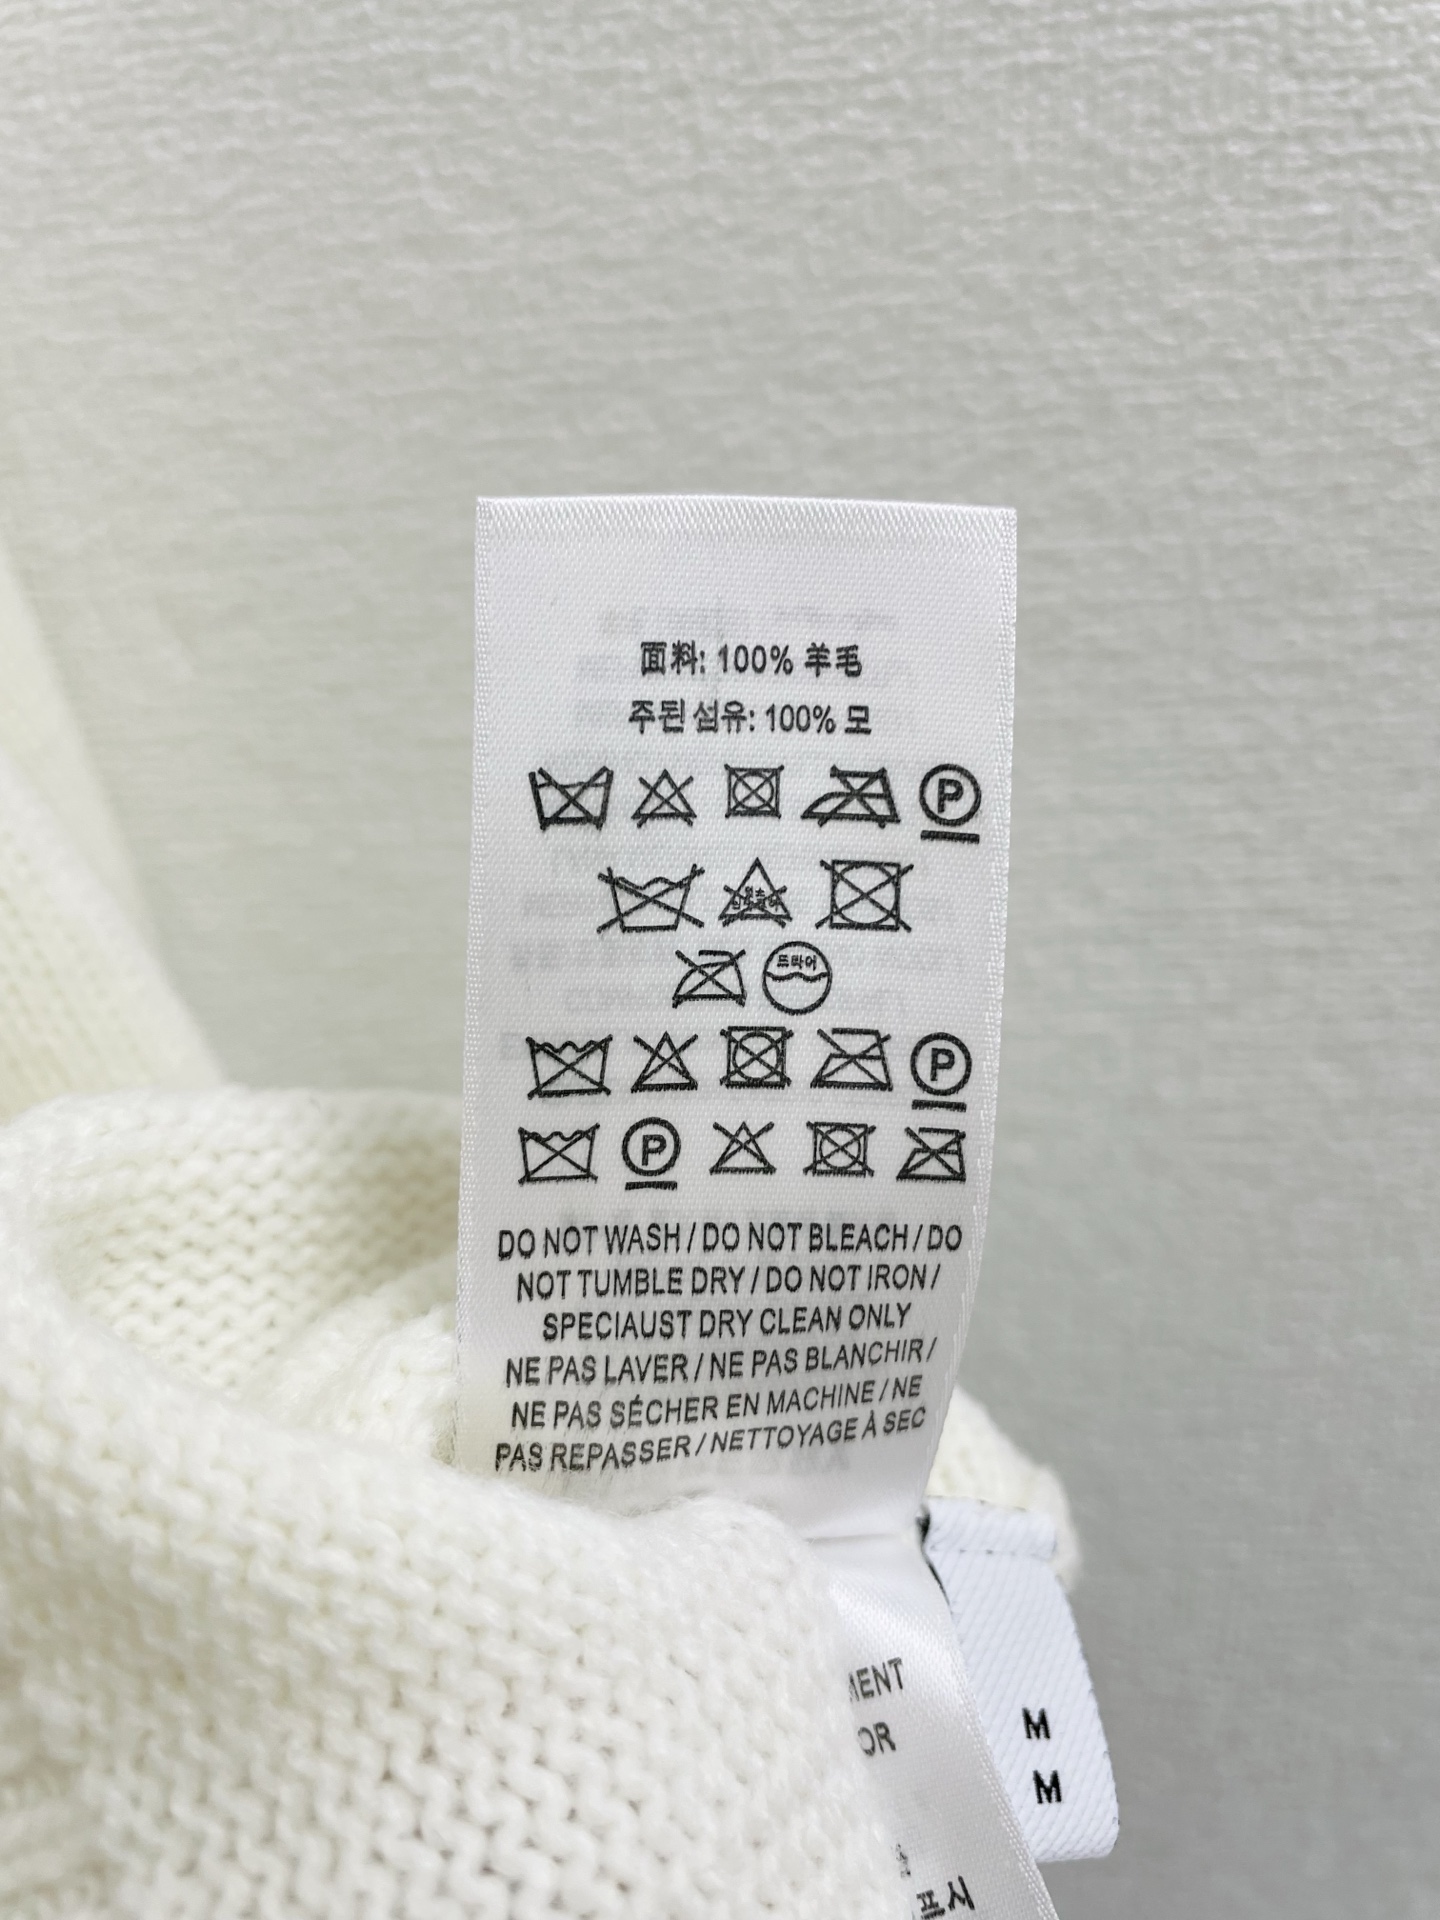 面料: 100% 羊毛
주된 섬유: 100% 모
P
드라이
P
P
DO NOT WASH / DO NOT BLEACH / DO
NOT TUMBLE DRY / DO NOT IRON /
SPECIAUST DRY CLEAN ONLY
NE PAS LAVER / NE PAS BLANCHIR /
NE PAS SÉCHER EN MACHINE / NE
PAS REPASSER / NETTOYAGE À SEC
MENT
OR
프시
M
M